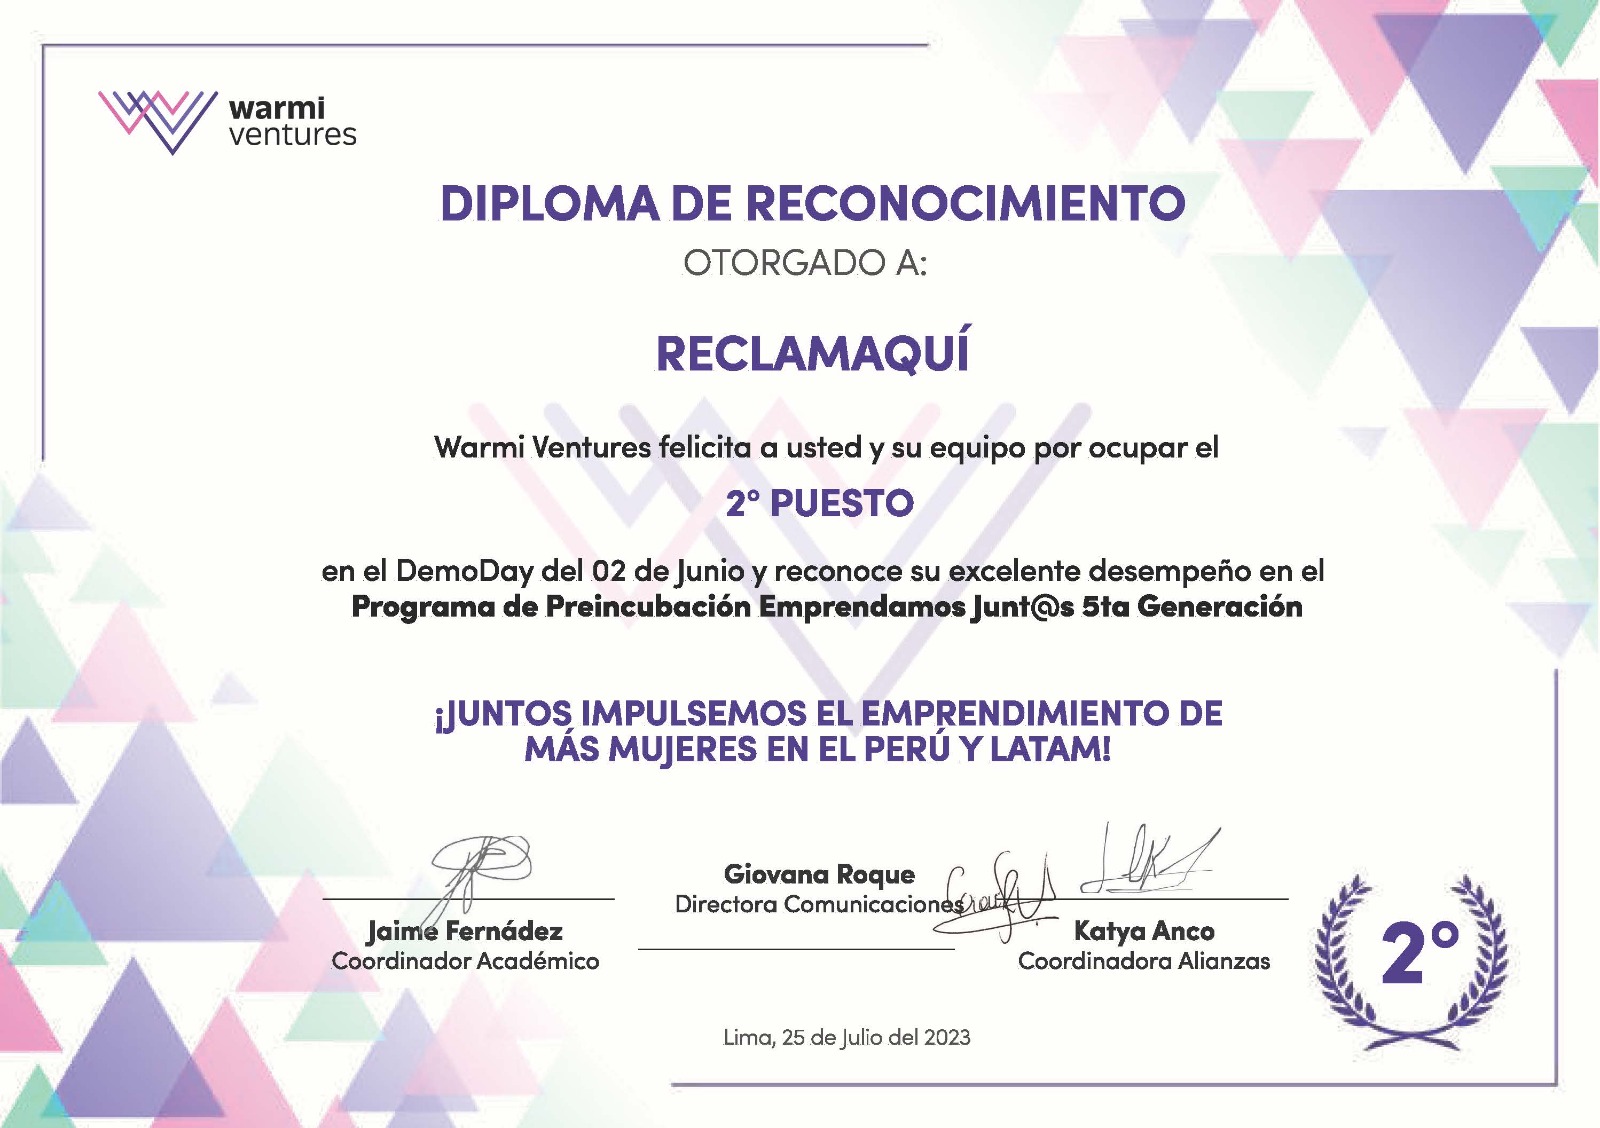 warmi
ventures
DIPLOMA DE RECONOCIMIENTO
OTORGADO A:
RECLAMAQUÍ
Warmi Ventures felicita a usted y su equipo por ocupar el
2° PUESTO
en el DemoDay del 02 de Junio y reconoce su excelente desempeño en el
Programa de Preincubación Emprendamos Junt@s 5ta Generación
¡JUNTOS IMPULSEMOS EL EMPRENDIMIENTO DE
MÁS MUJERES EN EL PERÚ Y LATAM!
Jaime Fernádez
Coordinador Académico
Giovana Roque
Directora Comunicaciones
Katya Anco
Coordinadora Alianzas
2°
Lima, 25 de Julio del 2023